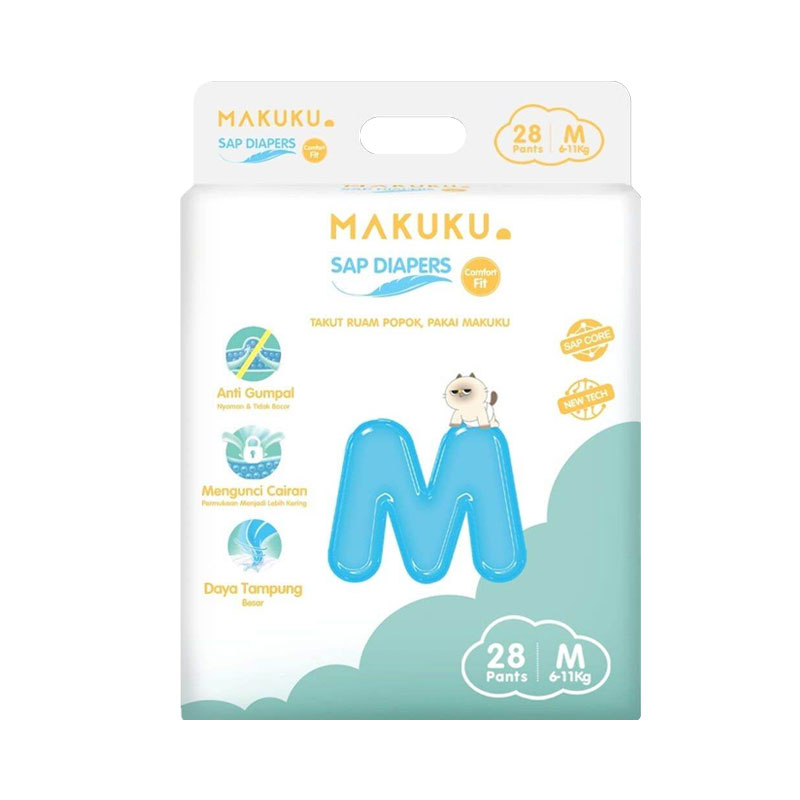 MAKUKU
SAP DIAPERS
Comfort
Fit
28
Pants
M
6-11Kg
SAP DIAPERS
MAKUKU
SAP DIAPERS
Comfort
Fit
TAKUT RUAM POPOK, PAKAI MAKUKU
SAP CORE
NEW TECH
Anti Gumpal
Nyaman & Tidak Bocor
Mengunci Cairan
Permukaan Menjadi Lebih Kering
Daya Tampung
Besar
M
28
Pants
M
6-11Kg